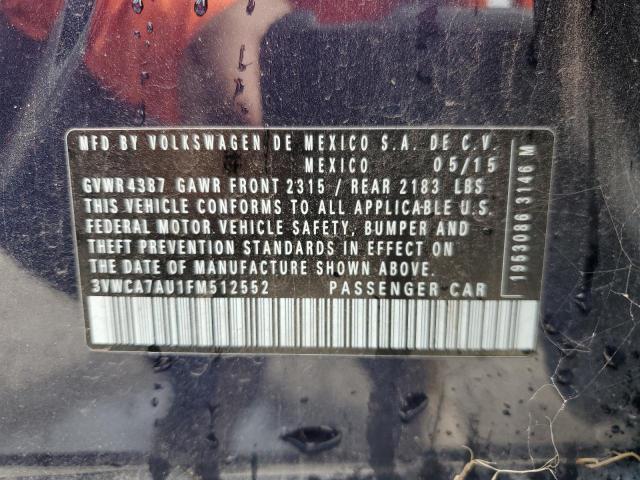 MFD BY VOLKSWAGEN DE MEXICO S.A. DE C.V.
MEXICO 05/15
GVWR 4387 GAWR FRONT 2315 / REAR 2183 LBS
THIS VEHICLE CONFORMS TO ALL APPLICABLE U.S.
FEDERAL MOTOR VEHICLE SAFETY, BUMPER AND
THEFT PREVENTION STANDARDS IN EFFECT ON
THE DATE OF MANUFACTURE SHOWN ABOVE.
3VWCA7AU1FM512552 PASSENGER CAR
1953086 3146 M